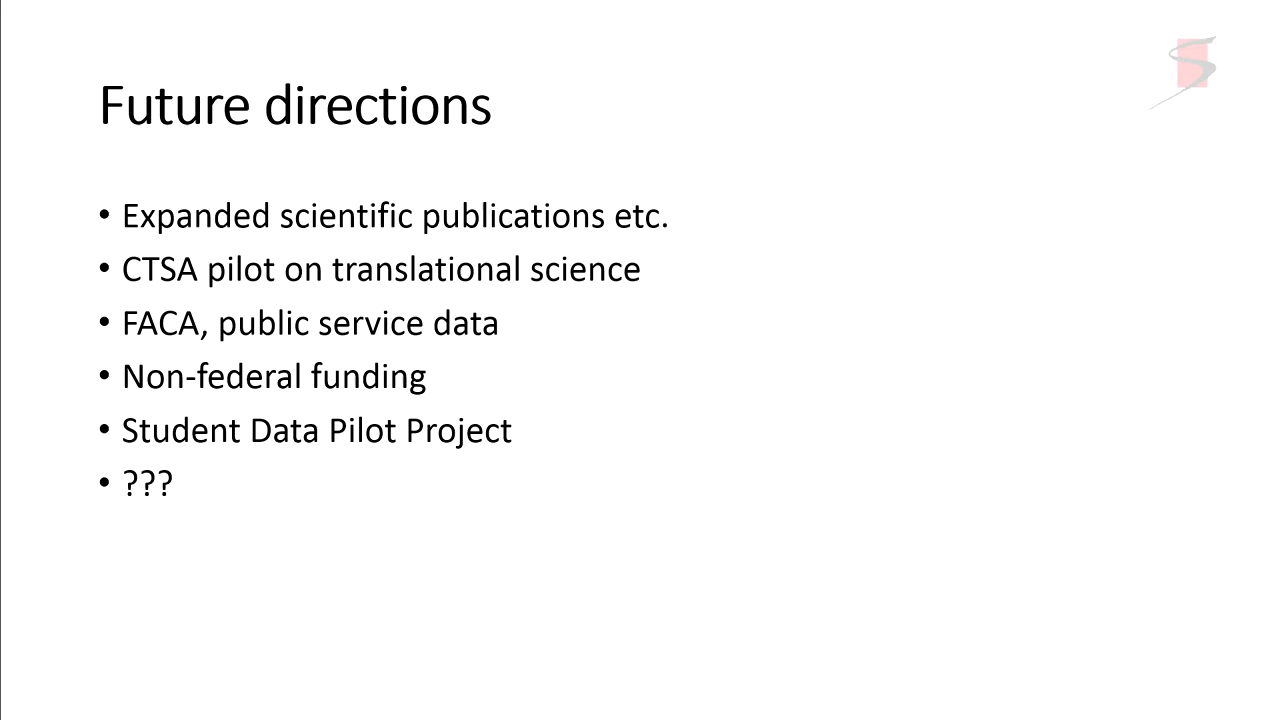 Future directions
• Expanded scientific publications etc.
• CTSA pilot on translational science
• FACA, public service data
• Non-federal funding
• Student Data Pilot Project
• ???